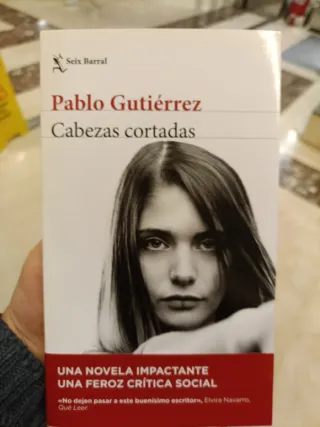 Seix Barral
Pablo Gutiérrez
Cabezas cortadas
UNA NOVELA IMPACTANTE
UNA FEROZ CRÍTICA SOCIAL
«No dejen pasar a este buenísimo escritor», Elvira Navarro,
Qué Leer.